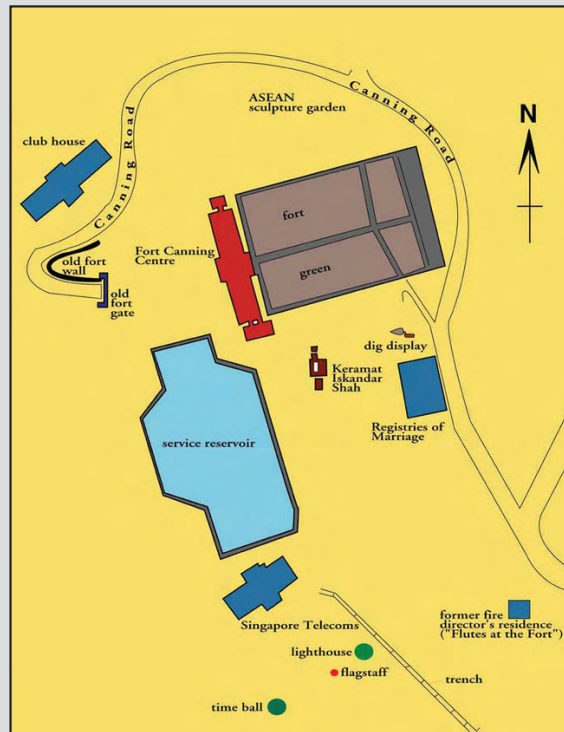 ASEAN
sculpture garden
Canning Road
N
club house
Canning Road
fort
old fort
wall
Fort Canning
Centre
old
fort
gate
green
dig display
Keramat
Iskandar
Shah
Registries of
Marriage
service reservoir
Singapore Telecoms
former fire
director's residence
("Flutes at the Fort")
lighthouse
flagstaff
trench
time ball